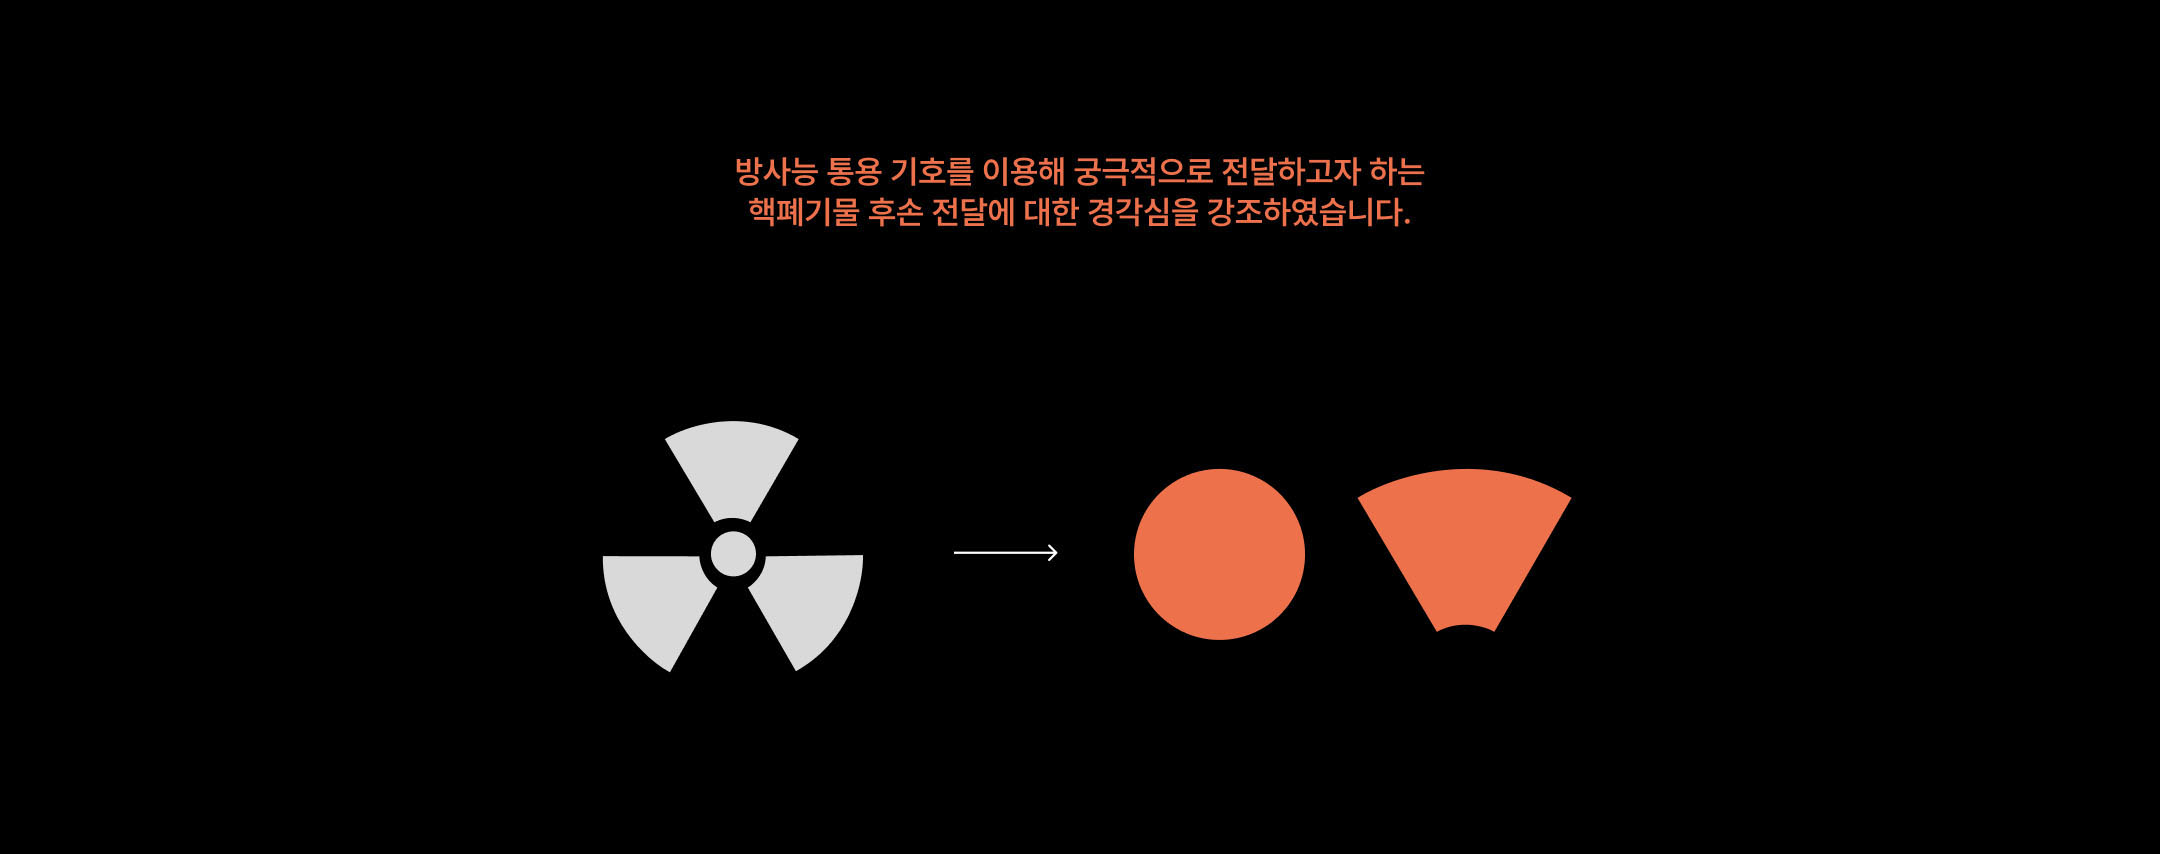 방사능 통용 기호를 이용해 궁극적으로 전달하고자 하는
핵폐기물 후손 전달에 대한 경각심을 강조하였습니다.